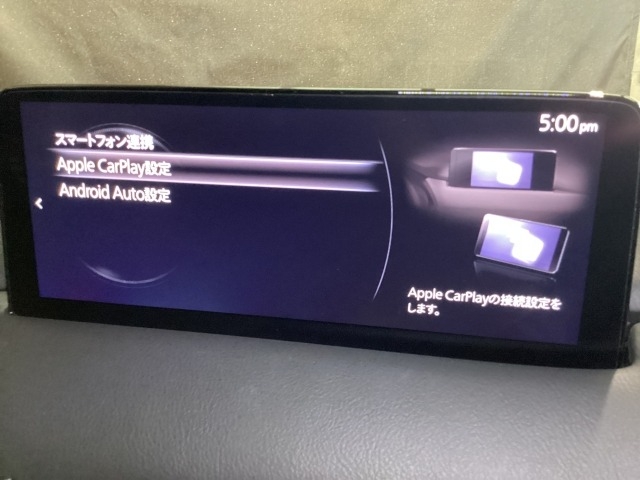 5:00pm
スマートフォン連携
Apple CarPlay設定
Android Auto設定
Apple CarPlayの接続設定を
します。